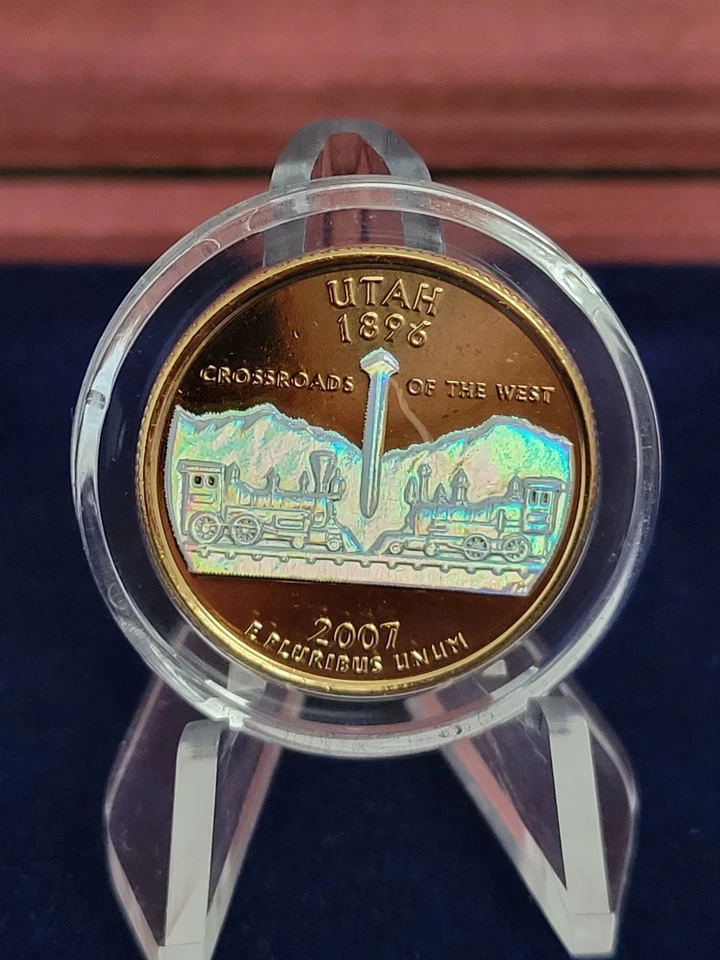 UTAH
1896
CROSSROADS OF THE WEST
2007
E PLURIBUS UNUM